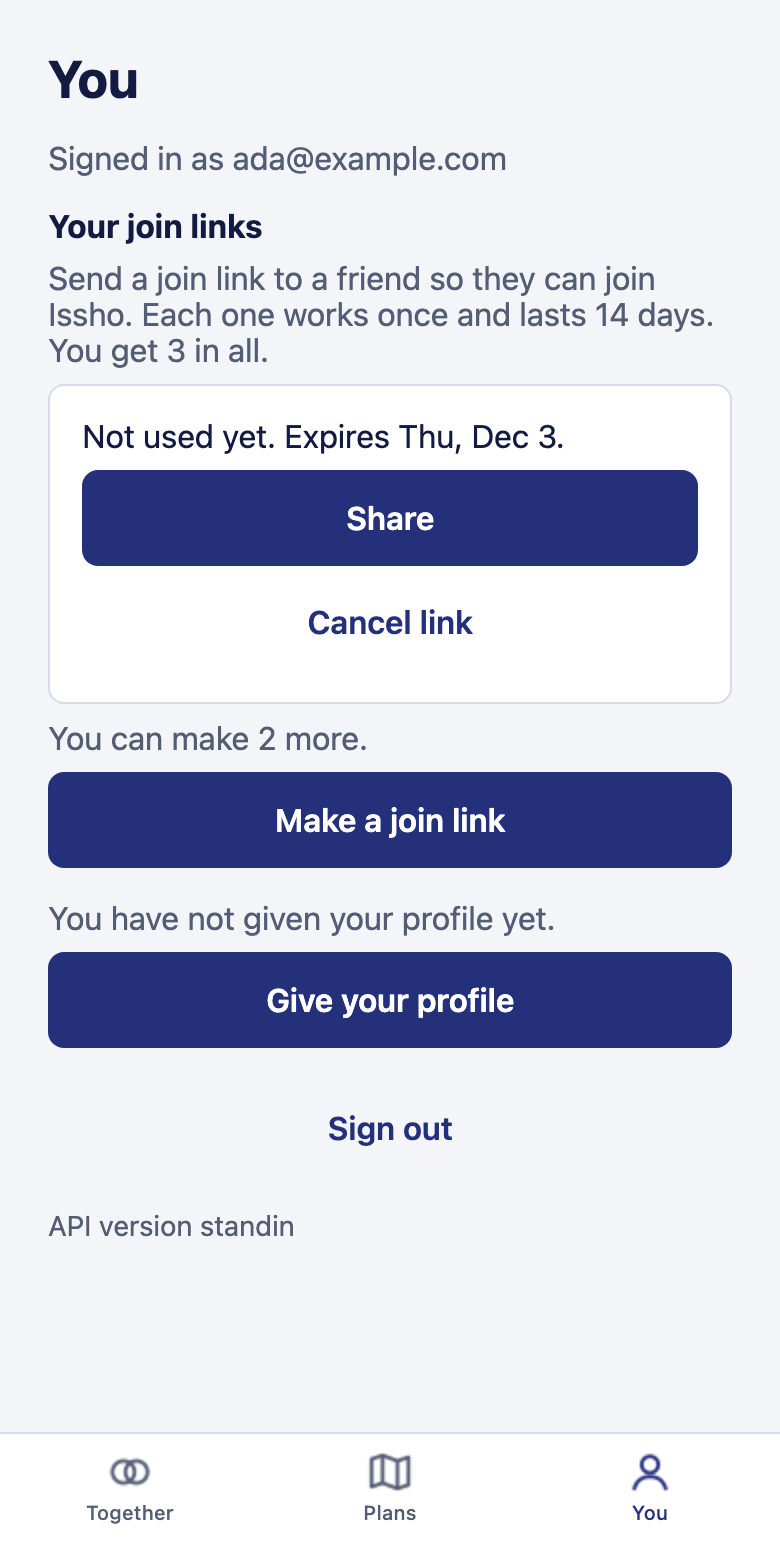 You
Signed in as ada@example.com
Your join links
Send a join link to a friend so they can join
Issho. Each one works once and lasts 14 days.
You get 3 in all.
Not used yet. Expires Thu, Dec 3.
Share
Cancel link
You can make 2 more.
Make a join link
You have not given your profile yet.
Give your profile
Sign out
API version standin
Together
Plans
You